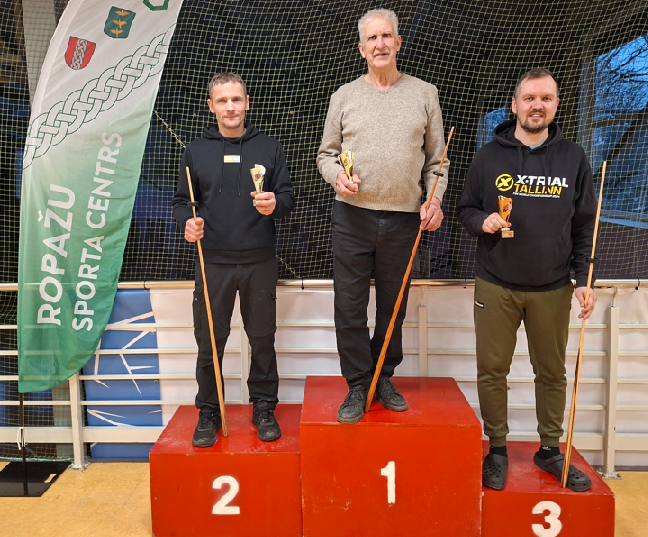 ROPAŽU
SPORTA CENTRS
X-TRIAL
TALLINN
2
1
3